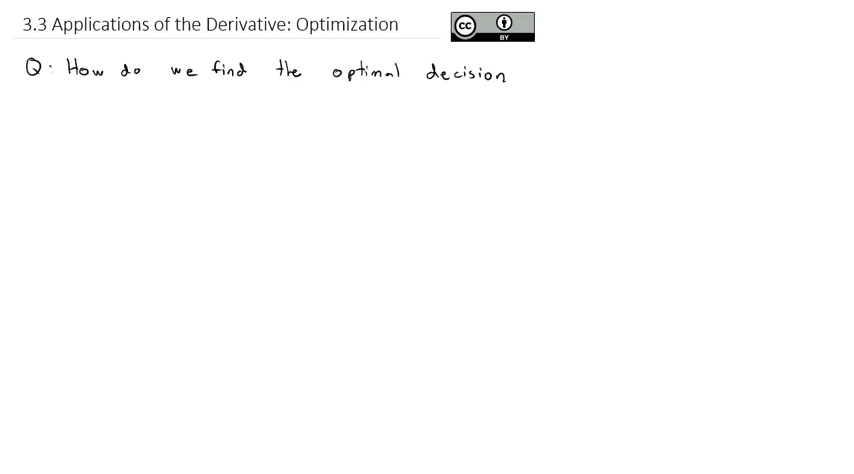 3.3 Applications of the Derivative: Optimization
CC BY
Q: How do we find the optimal decision